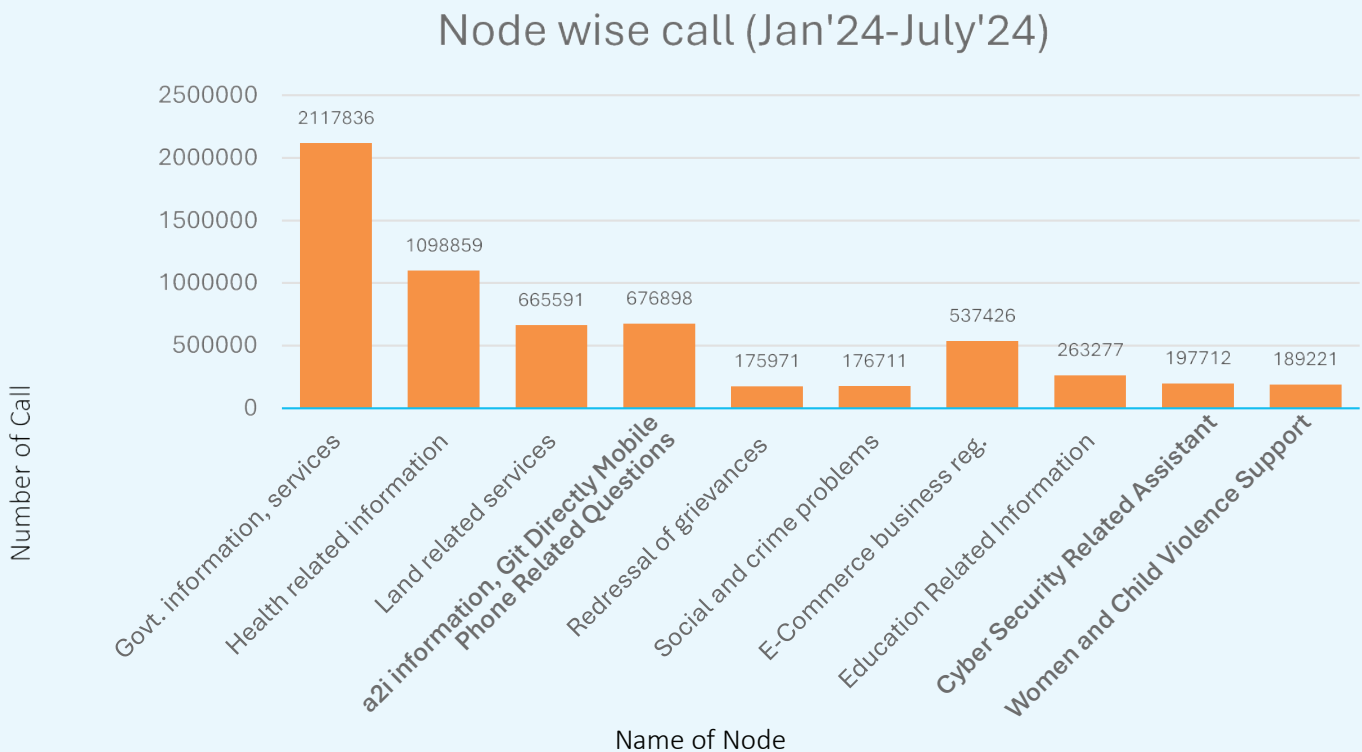 Node wise call (Jan'24-July'24)
2500000
2000000
1500000
1000000
500000
0
2117836
1098859
665591
676898
175971
176711
537426
263277
197712
189221
Number of Call
Govt. information, services
Health related information
Land related services
a2i information, Git Directly Mobile
Phone Related Questions
Redressal of grievances
Social and crime problems
E-Commerce business reg.
Education Related Information
Cyber Security Related Assistant
Women and Child Violence Support
Name of Node